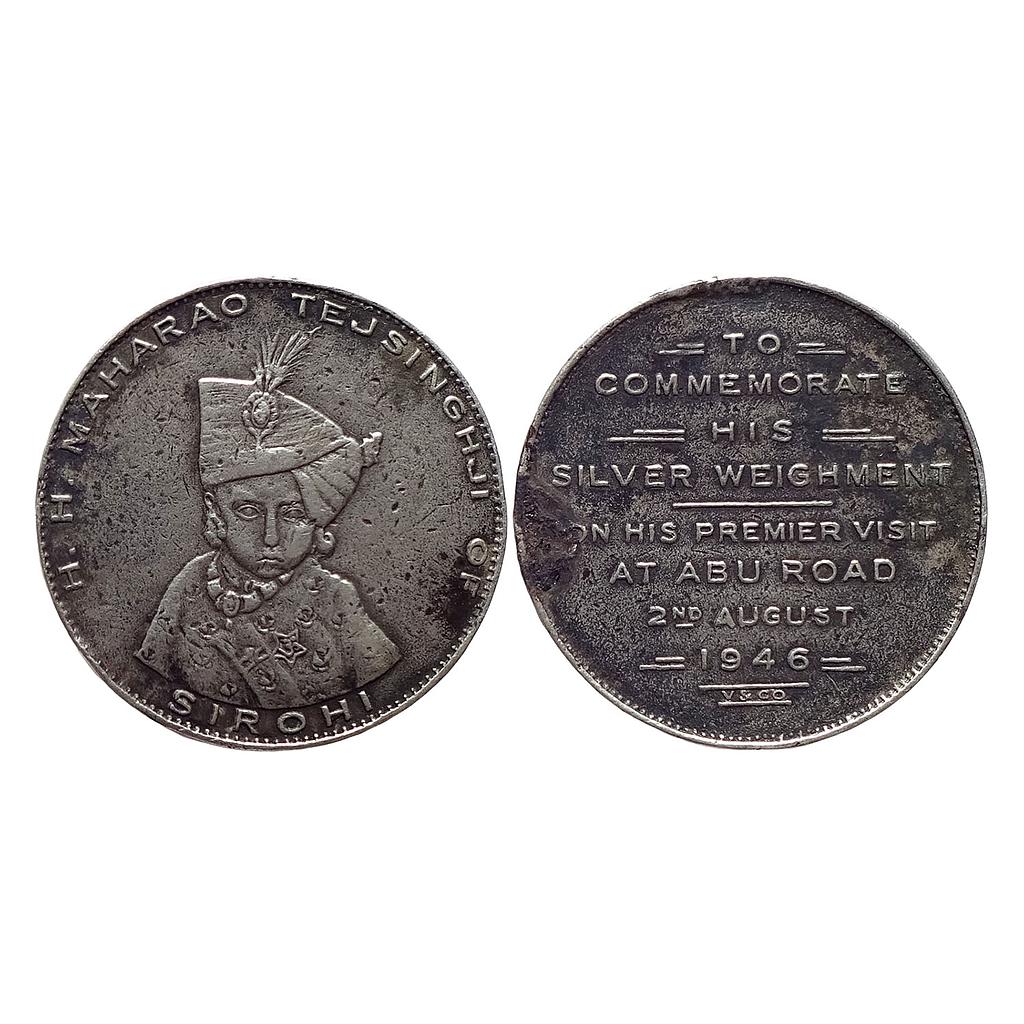 H. H. MAHARAO TEJSINGHJI OF
SIROHI
TO
COMMEMORATE
HIS
SILVER WEIGHMENT
ON HIS PREMIER VISIT
AT ABU ROAD
2ND AUGUST
1946
V & CO